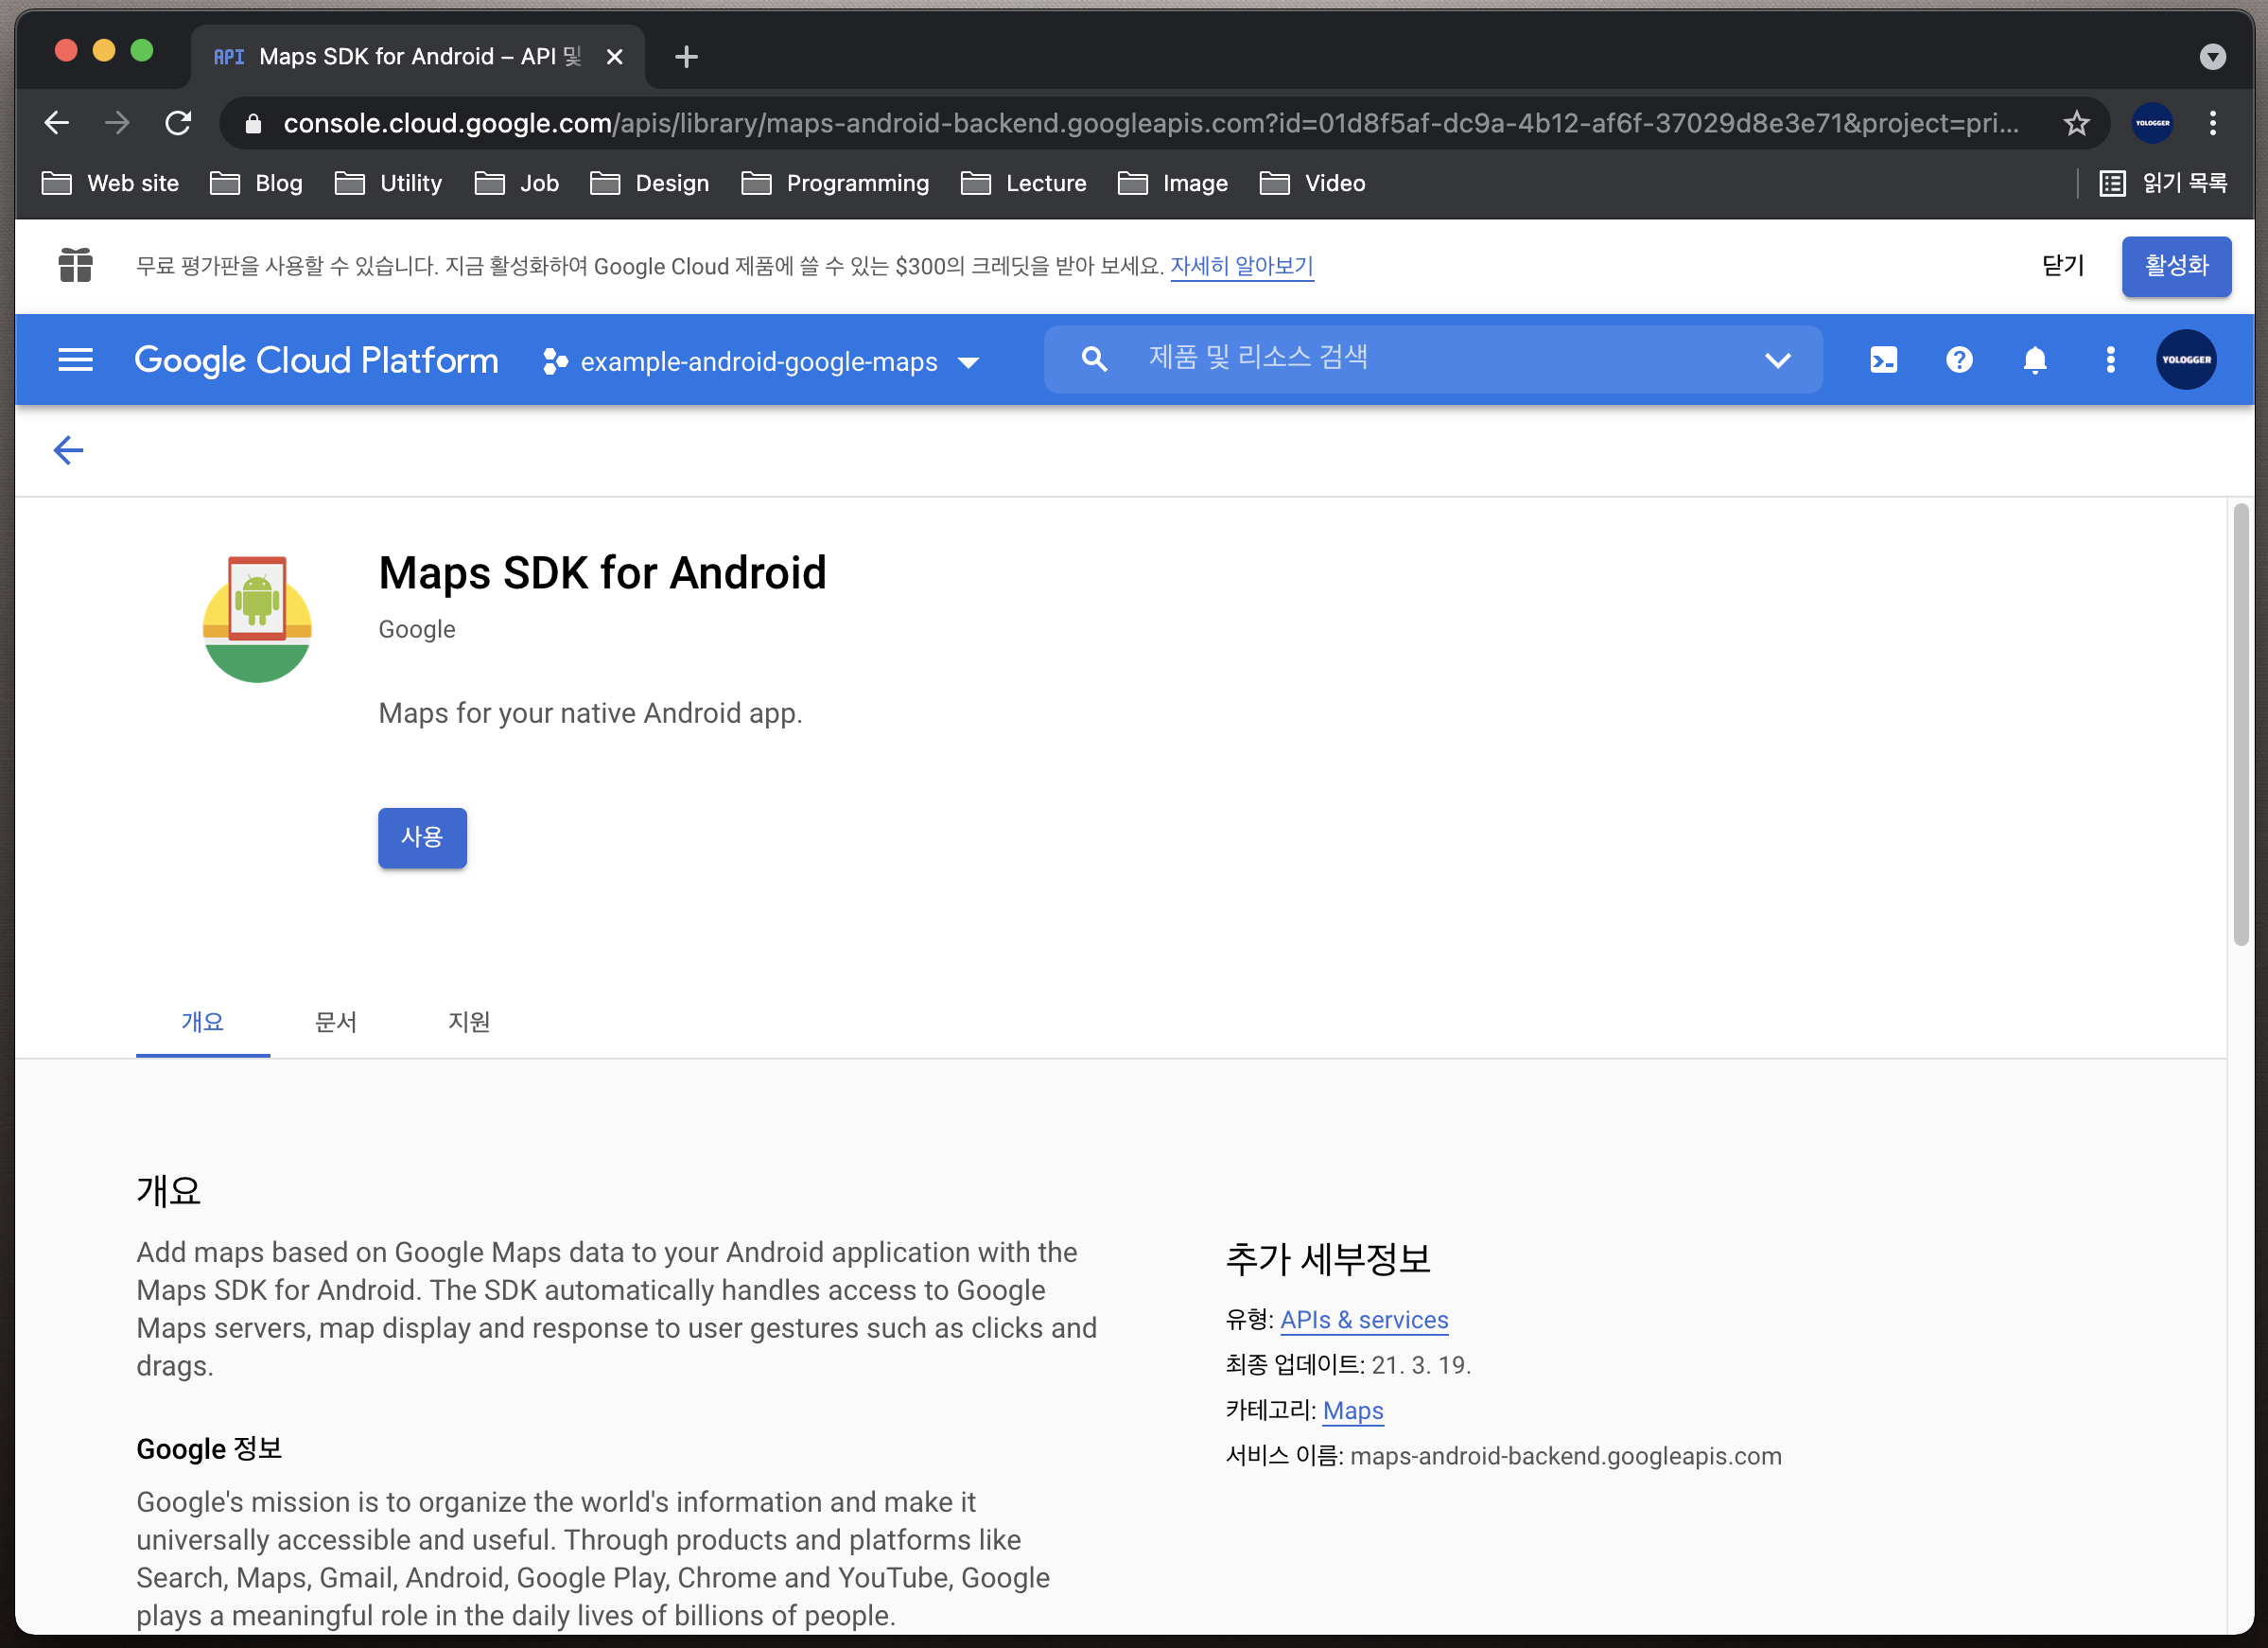 API Maps SDK for Android – API 및
console.cloud.google.com/apis/library/maps-android-backend.googleapis.com?id=01d8f5af-dc9a-4b12-af6f-37029d8e3e71&project=pri...
YOLOGGER
Web site Blog Utility Job Design Programming Lecture Image Video 읽기 목록
무료 평가판을 사용할 수 있습니다. 지금 활성화하여 Google Cloud 제품에 쓸 수 있는 $300의 크레딧을 받아 보세요. 자세히 알아보기 닫기 활성화
Google Cloud Platform example-android-google-maps 제품 및 리소스 검색 YOLOGGER
Maps SDK for Android
Google
Maps for your native Android app.
사용
개요 문서 지원
개요
Add maps based on Google Maps data to your Android application with the
Maps SDK for Android. The SDK automatically handles access to Google
Maps servers, map display and response to user gestures such as clicks and
drags.
Google 정보
Google's mission is to organize the world's information and make it
universally accessible and useful. Through products and platforms like
Search, Maps, Gmail, Android, Google Play, Chrome and YouTube, Google
plays a meaningful role in the daily lives of billions of people.
추가 세부정보
유형: APIs & services
최종 업데이트: 21. 3. 19.
카테고리: Maps
서비스 이름: maps-android-backend.googleapis.com